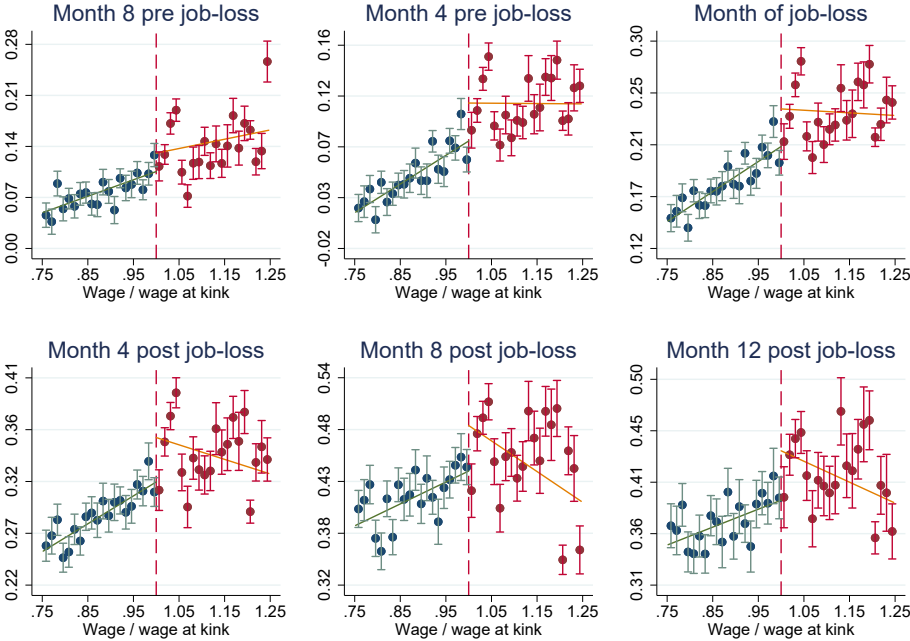 Month 8 pre job-loss
0.28
0.21
0.14
0.07
0.00
.75 .85 .95 1.05 1.15 1.25
Wage / wage at kink
Month 4 pre job-loss
0.16
0.12
0.07
0.03
-0.02
.75 .85 .95 1.05 1.15 1.25
Wage / wage at kink
Month of job-loss
0.30
0.25
0.21
0.17
0.12
.75 .85 .95 1.05 1.15 1.25
Wage / wage at kink
Month 4 post job-loss
0.41
0.36
0.32
0.27
0.22
.75 .85 .95 1.05 1.15 1.25
Wage / wage at kink
Month 8 post job-loss
0.54
0.48
0.43
0.38
0.32
.75 .85 .95 1.05 1.15 1.25
Wage / wage at kink
Month 12 post job-loss
0.50
0.45
0.40
0.36
0.31
.75 .85 .95 1.05 1.15 1.25
Wage / wage at kink